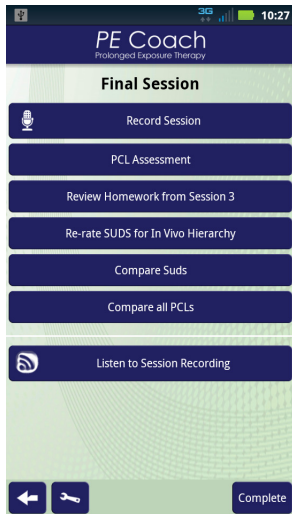 3G
10:27
PE Coach
Prolonged Exposure Therapy
Final Session
Record Session
PCL Assessment
Review Homework from Session 3
Re-rate SUDS for In Vivo Hierarchy
Compare Suds
Compare all PCLs
Listen to Session Recording
Complete